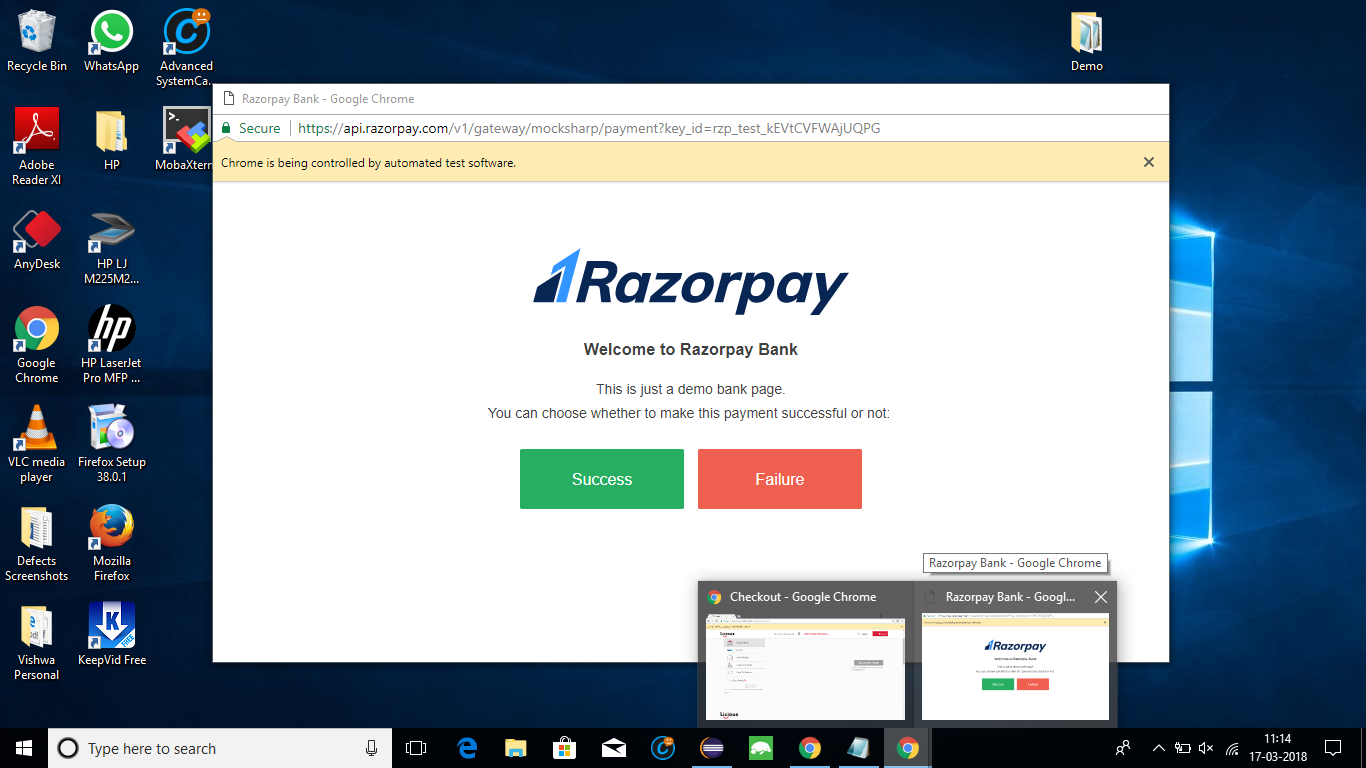 Recycle Bin
WhatsApp
Advanced
SystemCa...
Demo
Adobe
Reader XI
HP
MobaXterm
AnyDesk
HP LJ
M225M2...
Google
Chrome
hp
HP LaserJet
Pro MFP ...
VLC media
player
Firefox Setup
38.0.1
Defects
Screenshots
Mozilla
Firefox
Vishwa
Personal
K
FREE
KeepVid Free
Razorpay Bank - Google Chrome
Secure
https://api.razorpay.com/v1/gateway/mocksharp/payment?key_id=rzp_test_kEVtCVFWAjUQPG
Chrome is being controlled by automated test software.
Razorpay
Welcome to Razorpay Bank
This is just a demo bank page.
You can choose whether to make this payment successful or not:
Success
Failure
Razorpay Bank - Google Chrome
Checkout - Google Chrome
Razorpay Bank - Googl...
Licious
Razorpay
Licious
Type here to search
11:14
17-03-2018